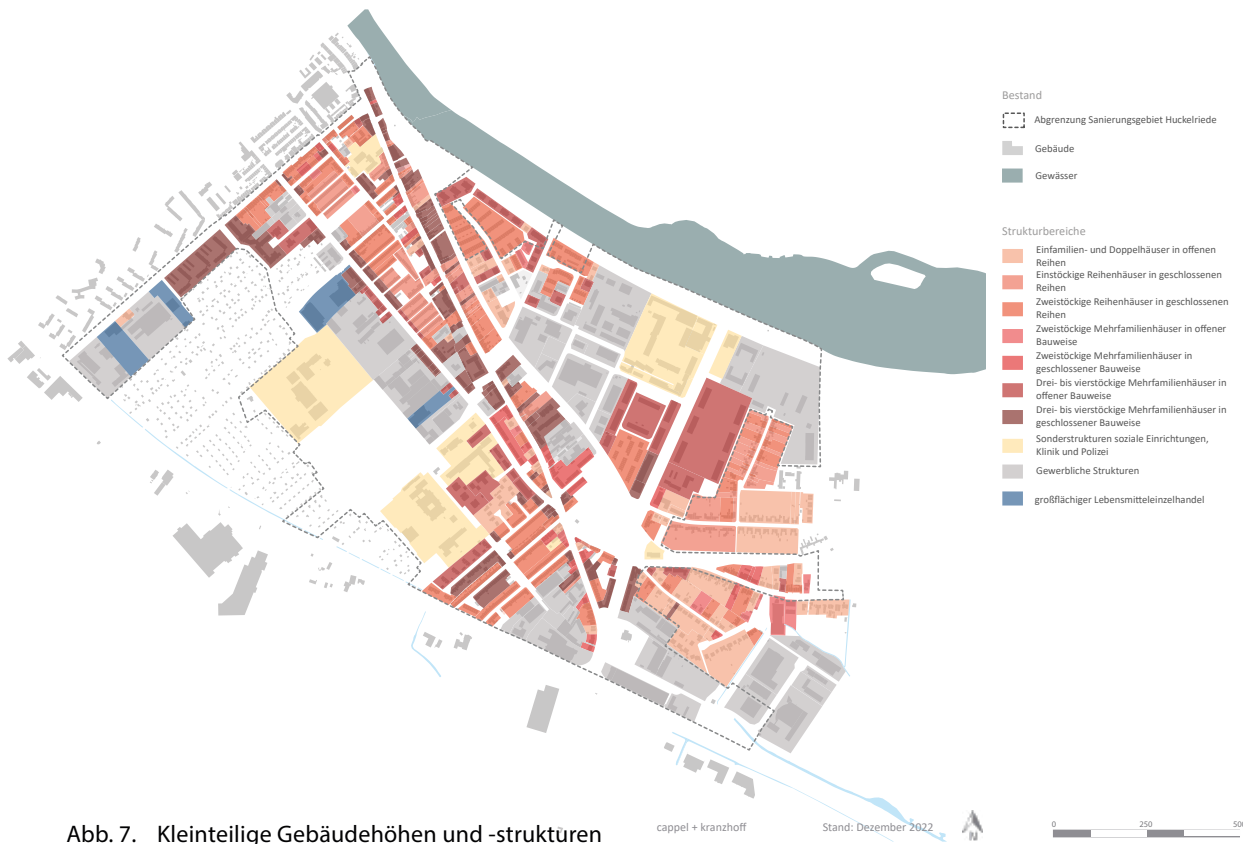 Bestand
Abgrenzung Sanierungsgebiet Huckelriede
Gebäude
Gewässer
Strukturbereiche
Einfamilien- und Doppelhäuser in offenen
Reihen
Einstöckige Reihenhäuser in geschlossenen
Reihen
Zweistöckige Reihenhäuser in geschlossenen
Reihen
Zweistöckige Mehrfamilienhäuser in offener
Bauweise
Zweistöckige Mehrfamilienhäuser in
geschlossener Bauweise
Drei- bis vierstöckige Mehrfamilienhäuser in
offener Bauweise
Drei- bis vierstöckige Mehrfamilienhäuser in
geschlossener Bauweise
Sonderstrukturen soziale Einrichtungen,
Klinik und Polizei
Gewerbliche Strukturen
großflächiger Lebensmitteleinzelhandel
Abb. 7. Kleinteilige Gebäudehöhen und -strukturen
cappel + kranzhoff
Stand: Dezember 2022
N
0 250 500